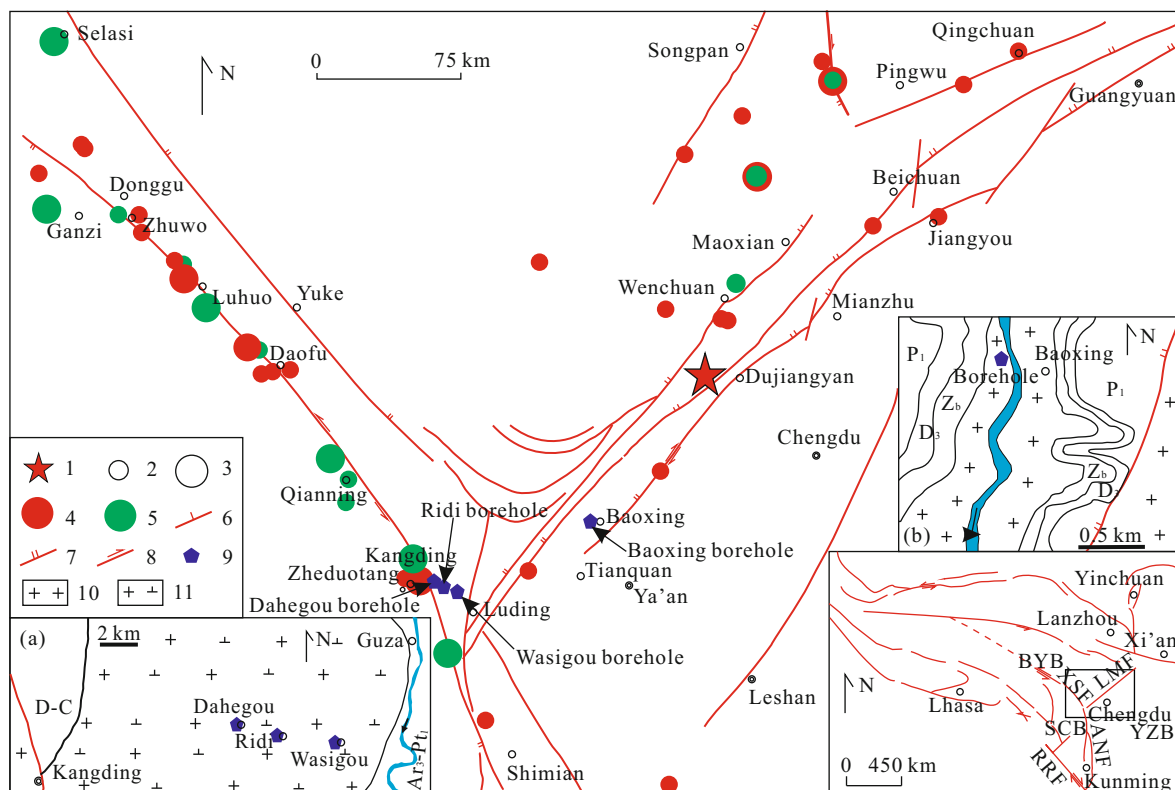 Selasi
N
0 75 km
Songpan
Qingchuan
Pingwu
Guangyuan
Donggu
Ganzi
Zhuwo
Beichuan
Jiangyou
Maoxian
Luhuo
Yuke
Wenchuan
Mianzhu
Daofu
Dujiangyan
Chengdu
Qianning
Ridi borehole
Kangding
Zheduotang
Dahegou borehole
Baoxing
Baoxing borehole
Tianquan
Ya'an
Luding
Wasigou borehole
Leshan
Shimian
1 2 3
4 5 6
7 8 9
10 11
(a)
2 km
N
Guza
D-C
Dahegou
Ridi
Wasigou
Kangding
Ar3-Pt1
P1
N
Baoxing
Borehole
P1
Zb
D3
Zb
D3
(b)
0.5 km
Yinchuan
Lanzhou
Xi'an
BYB
XSF
LMF
N
Lhasa
Chengdu
SCB
YZB
ANF
RRF
Kunming
0 450 km